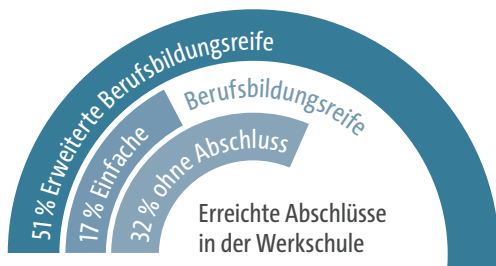 51 % Erweiterte Berufsbildungsreife
17 % Einfache Berufsbildungsreife
32 % ohne Abschluss
Erreichte Abschlüsse
in der Werkschule